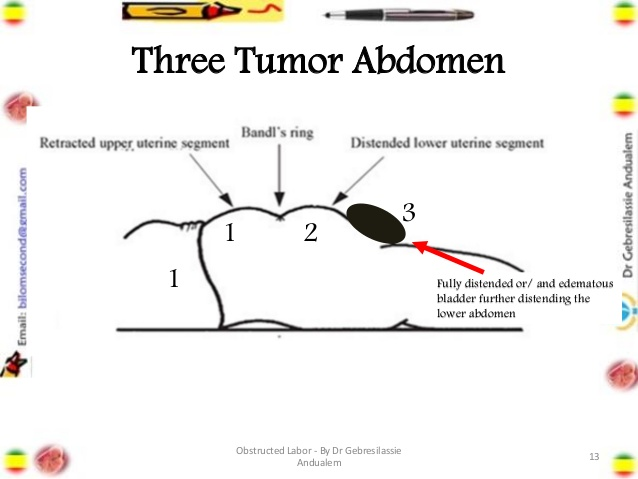 Three Tumor Abdomen
Retracted upper uterine segment
Bandl's ring
Distended lower uterine segment
1
2
3
1
Fully distended or/ and edematous
bladder further distending the
lower abdomen
Email: bilomsecond@gmail.com
Dr Gebresilassie Andualem
Obstructed Labor - By Dr Gebresilassie
Andualem
13